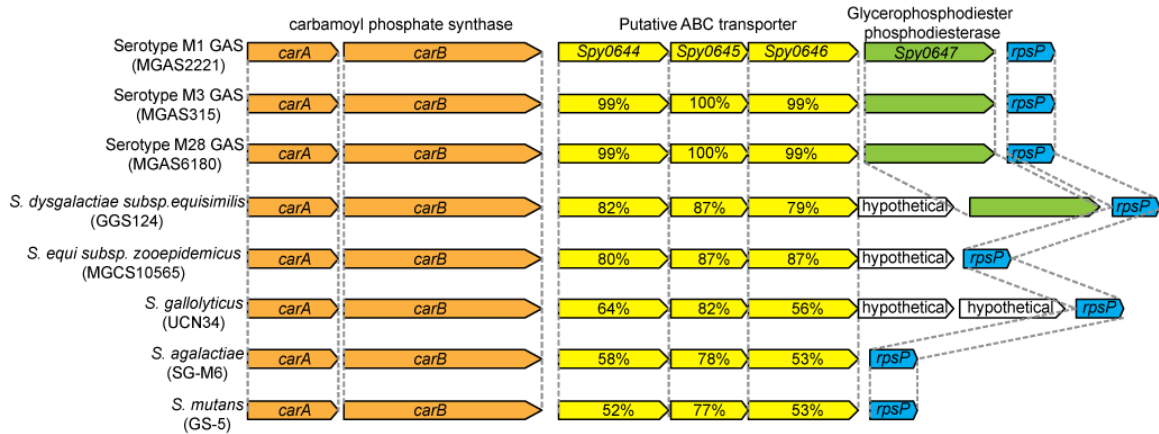 carbamoyl phosphate synthase
Putative ABC transporter
Glycerophosphodiester
phosphodiesterase
Serotype M1 GAS
(MGAS2221)
carA carB Spy0644 Spy0645 Spy0646 Spy0647 rpsP
Serotype M3 GAS
(MGAS315)
carA carB 99% 100% 99% rpsP
Serotype M28 GAS
(MGAS6180)
carA carB 99% 100% 99% rpsP
S. dysgalactiae subsp.equisimilis
(GGS124)
carA carB 82% 87% 79% hypothetical rpsP
S. equi subsp. zooepidemicus
(MGCS10565)
carA carB 80% 87% 87% hypothetical rpsP
S. gallolyticus
(UCN34)
carA carB 64% 82% 56% hypothetical hypothetical rpsP
S. agalactiae
(SG-M6)
carA carB 58% 78% 53% rpsP
S. mutans
(GS-5)
carA carB 52% 77% 53% rpsP